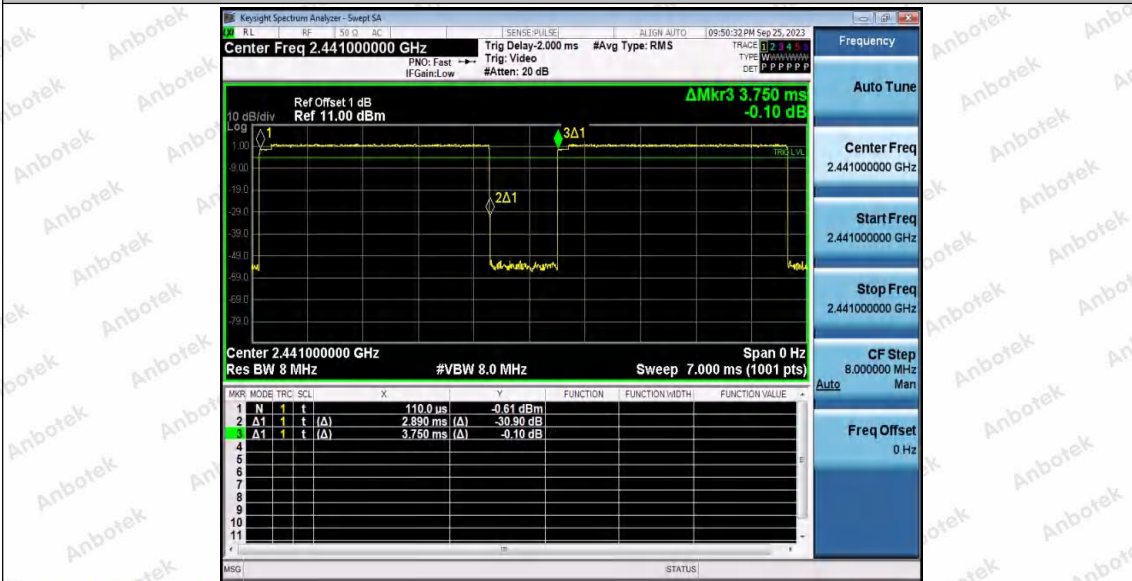 Keysight Spectrum Analyzer - Swept SA
RL RF 50 Ω AC SENSE:PULSE ALIGN AUTO 09:50:32 PM Sep 25, 2023
Center Freq 2.441000000 GHz
PNO: Fast
IFGain:Low
Trig Delay-2.000 ms
Trig: Video
#Atten: 20 dB
#Avg Type: RMS
TRACE 1 2 3 4 5 6
TYPE WWWWWW
DET P P P P P P
Frequency
Auto Tune
Center Freq
2.441000000 GHz
Start Freq
2.441000000 GHz
Stop Freq
2.441000000 GHz
CF Step
8.000000 MHz
Auto Man
Freq Offset
0 Hz
ΔMkr3 3.750 ms
-0.10 dB
Ref Offset 1 dB
10 dB/div Ref 11.00 dBm
Log
1
3Δ1
1.00
TRIG LVL
-9.00
-19.0
2Δ1
-29.0
-39.0
-49.0
-59.0
-69.0
-79.0
Center 2.441000000 GHz Span 0 Hz
Res BW 8 MHz #VBW 8.0 MHz Sweep 7.000 ms (1001 pts)
MKR MODE TRC SCL X Y FUNCTION FUNCTION WIDTH FUNCTION VALUE
1 N 1 t 110.0 µs -0.61 dBm
2 Δ1 1 t (Δ) 2.890 ms (Δ) -30.90 dB
3 Δ1 1 t (Δ) 3.750 ms (Δ) -0.10 dB
4
5
6
7
8
9
10
11
MSG STATUS
Anbotek